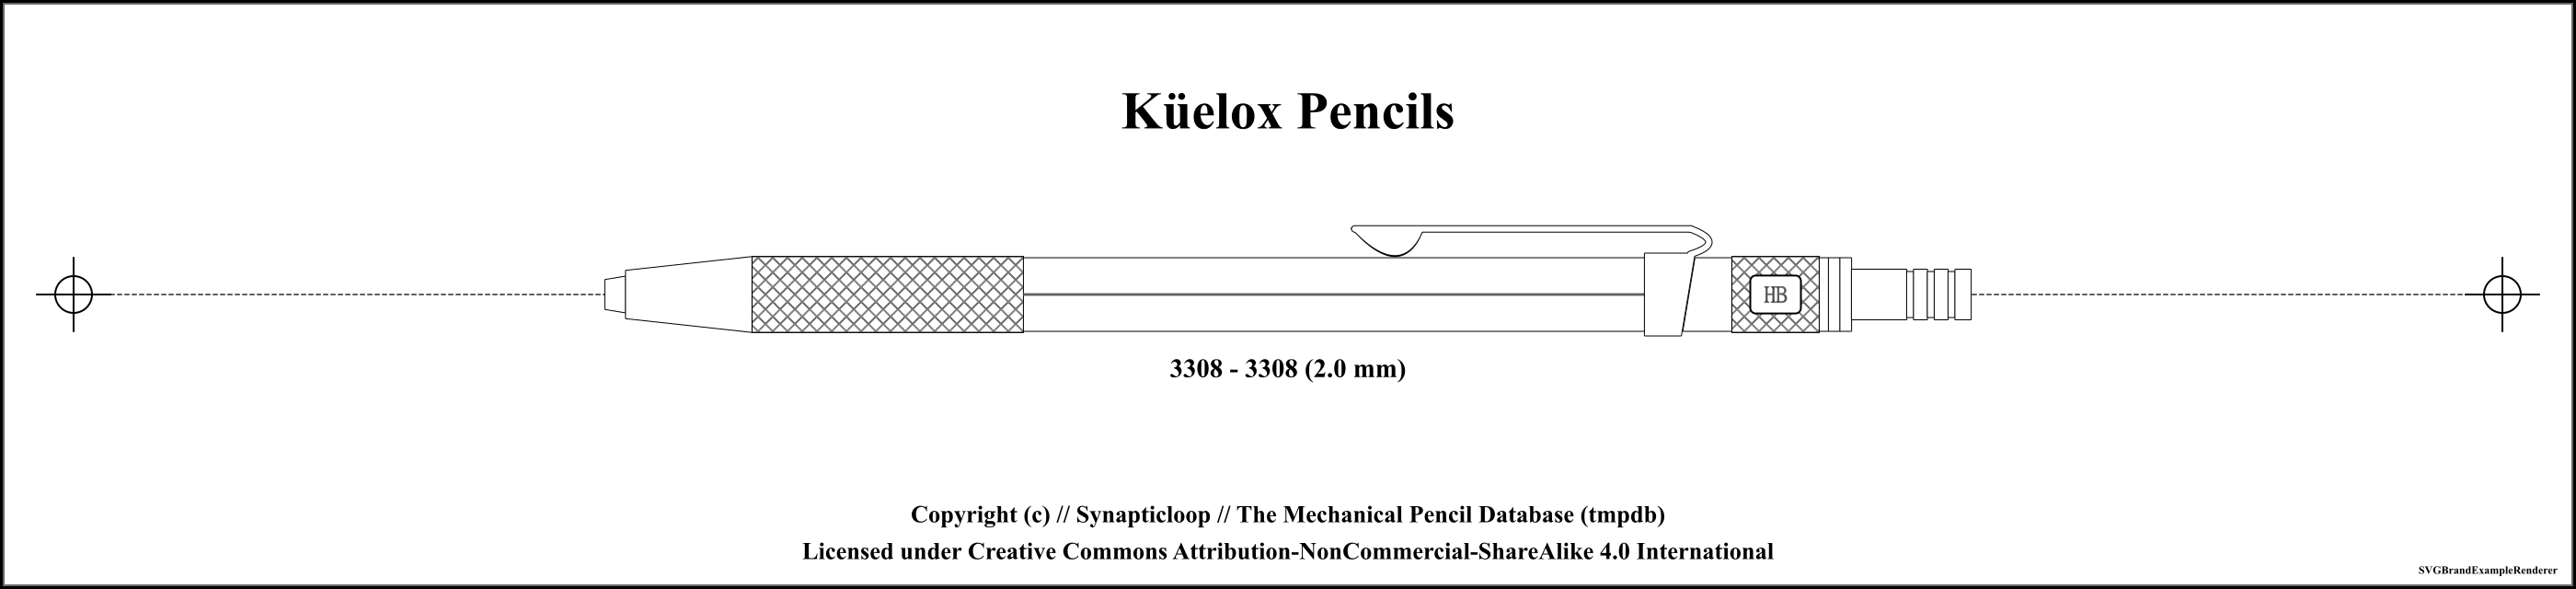 Küelox Pencils
HB
3308 - 3308 (2.0 mm)
Copyright (c) // Synapticloop // The Mechanical Pencil Database (tmpdb)
Licensed under Creative Commons Attribution-NonCommercial-ShareAlike 4.0 International
SVGBrandExampleRenderer